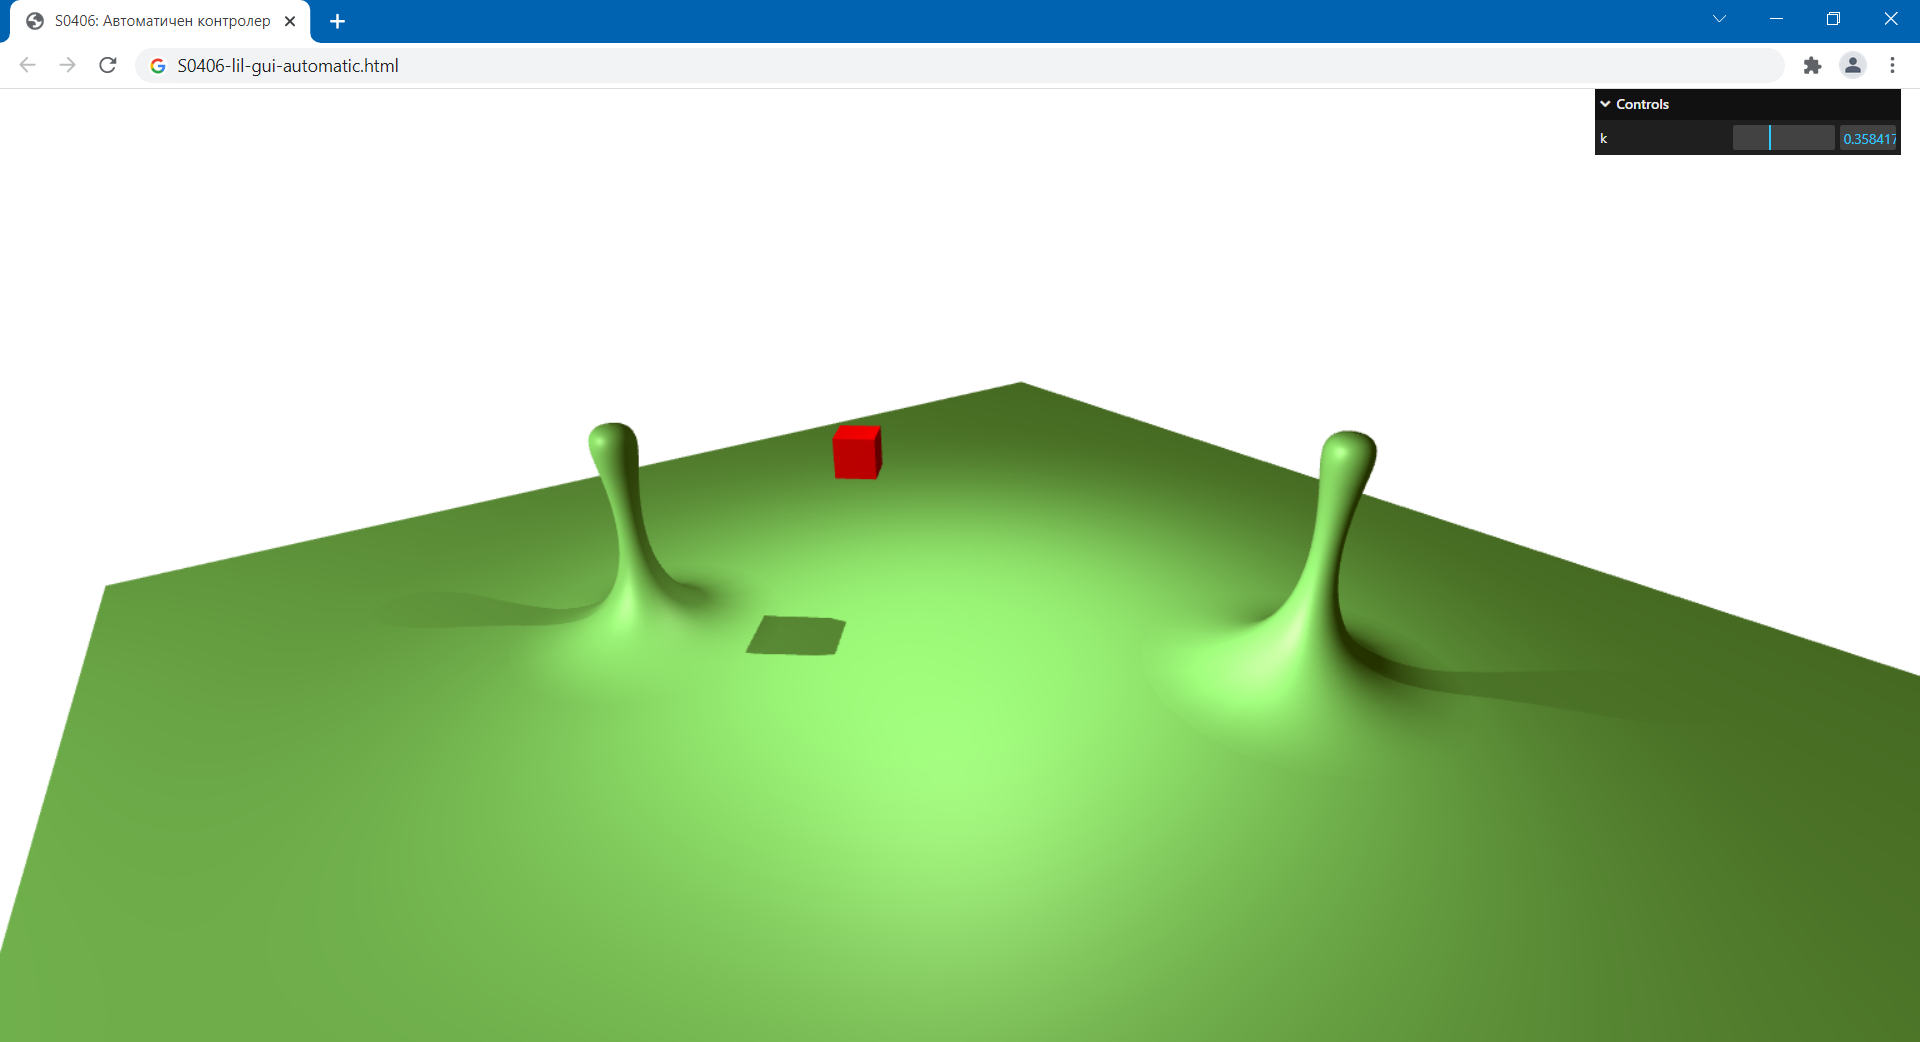 S0406: Автоматичен контролер
S0406-lil-gui-automatic.html
Controls
k
0.358417